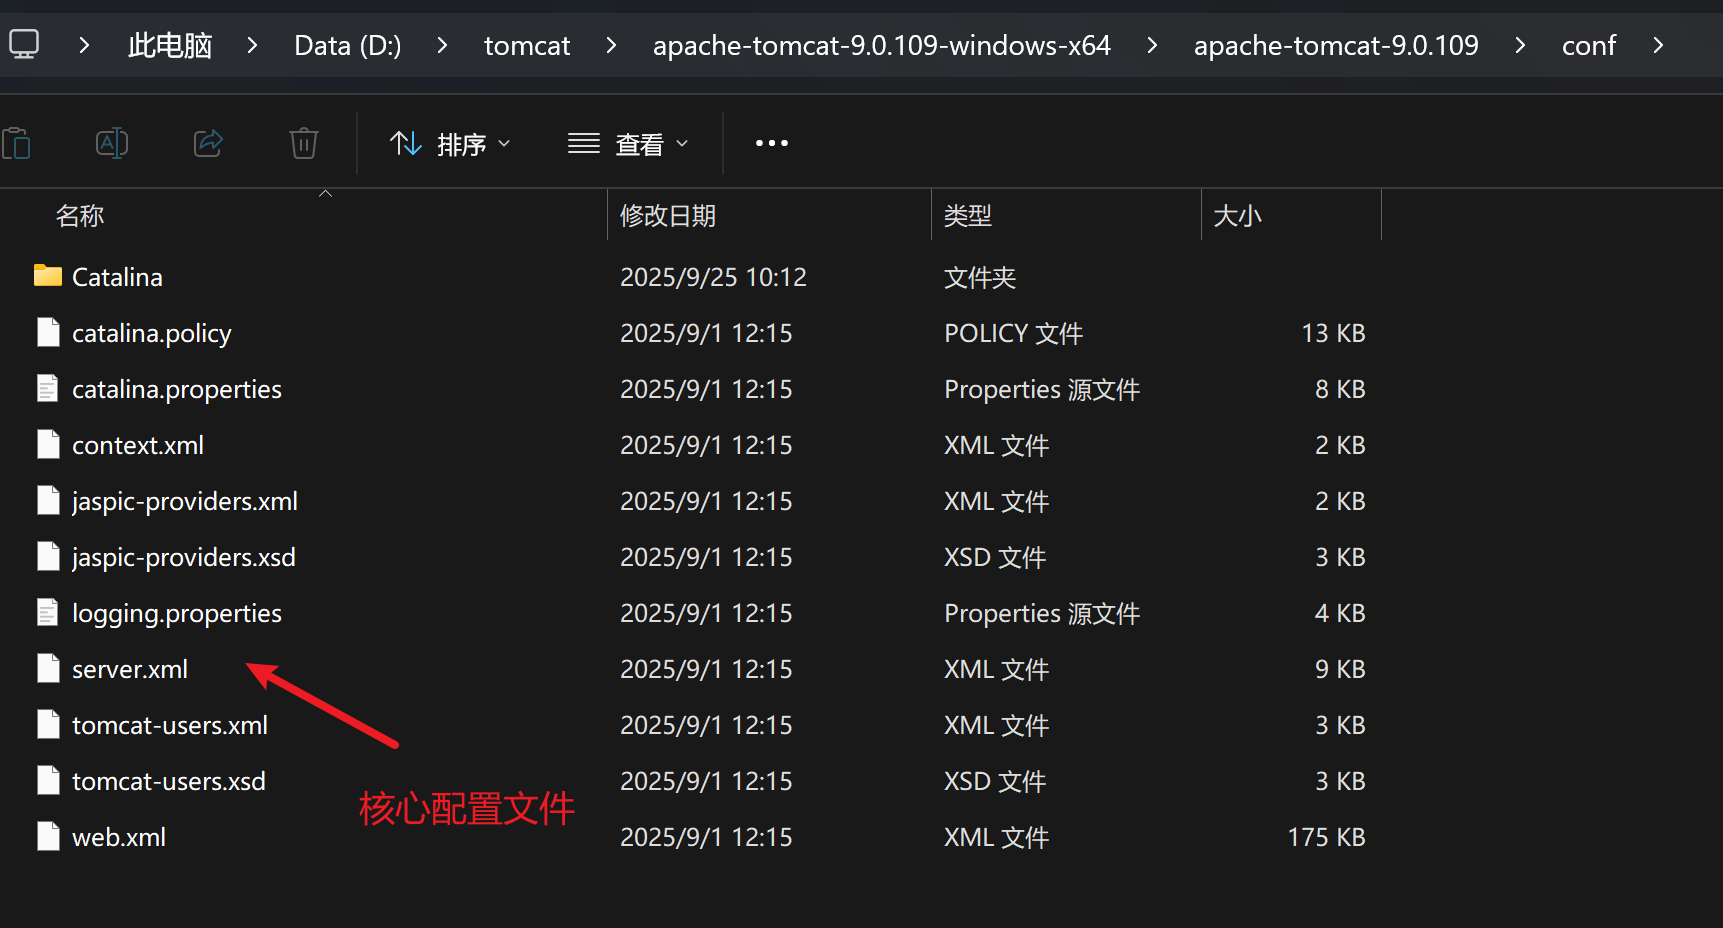 此电脑 Data (D:) tomcat apache-tomcat-9.0.109-windows-x64 apache-tomcat-9.0.109 conf
排序 查看
名称 修改日期 类型 大小
Catalina 2025/9/25 10:12 文件夹
catalina.policy 2025/9/1 12:15 POLICY 文件 13 KB
catalina.properties 2025/9/1 12:15 Properties 源文件 8 KB
context.xml 2025/9/1 12:15 XML 文件 2 KB
jaspic-providers.xml 2025/9/1 12:15 XML 文件 2 KB
jaspic-providers.xsd 2025/9/1 12:15 XSD 文件 3 KB
logging.properties 2025/9/1 12:15 Properties 源文件 4 KB
server.xml 2025/9/1 12:15 XML 文件 9 KB
tomcat-users.xml 2025/9/1 12:15 XML 文件 3 KB
tomcat-users.xsd 2025/9/1 12:15 XSD 文件 3 KB
核心配置文件
web.xml 2025/9/1 12:15 XML 文件 175 KB